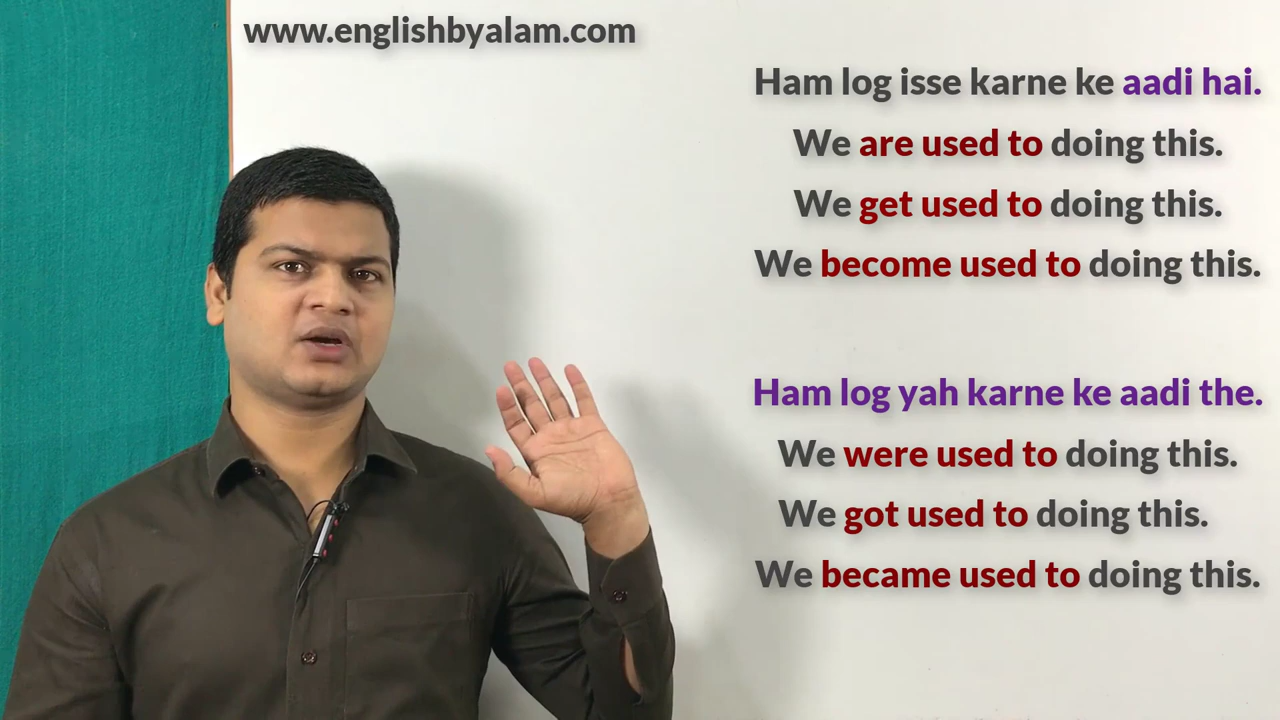 www.englishbyalam.com
Ham log isse karne ke aadi hai.
We are used to doing this.
We get used to doing this.
We become used to doing this.
Ham log yah karne ke aadi the.
We were used to doing this.
We got used to doing this.
We became used to doing this.